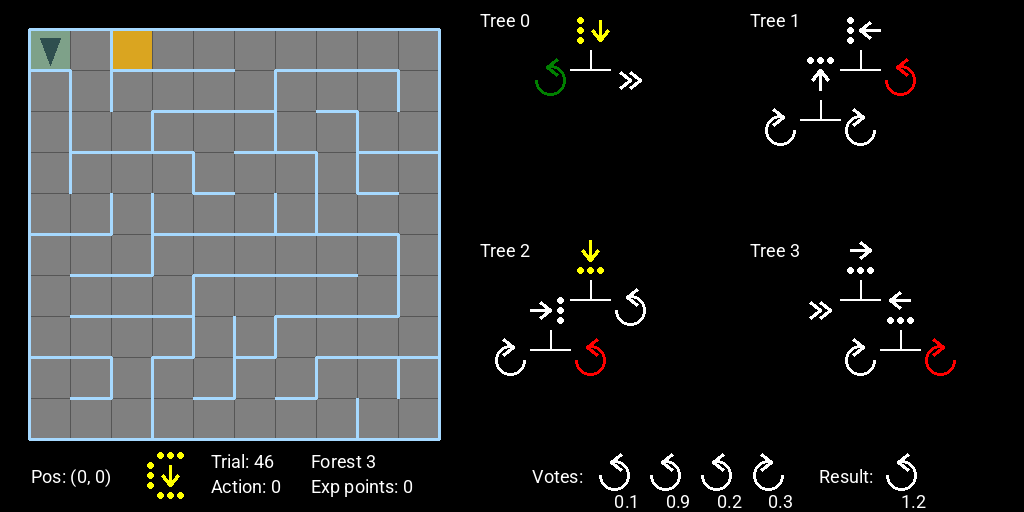 Tree 0
Tree 1
Tree 2
Tree 3
Pos: (0, 0)
Trial: 46
Forest 3
Action: 0
Exp points: 0
Votes:
0.1
0.9
0.2
0.3
Result:
1.2